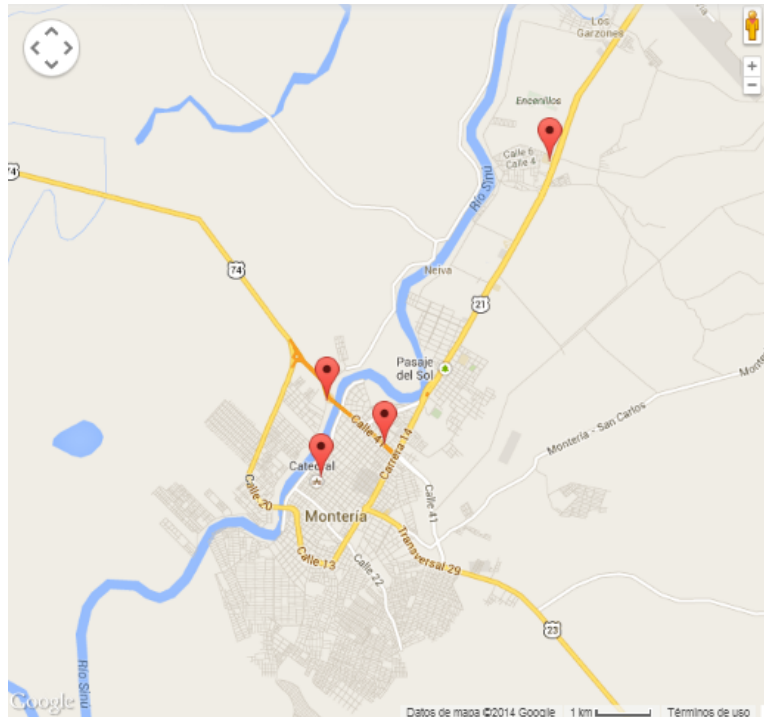 Los
Garzones
+
−
Encenillos
Calle 6
Calle 4
74
Río Sinú
74
Neiva
21
Pasaje
del Sol
Montería - San Carlos
Calle 41
Carrera 14
Catedral
Calle 20
Calle 41
Montería
Transversal 29
Calle 13
Calle 22
23
Río Sinú
Google
Datos de mapa ©2014 Google
1 km
Términos de uso